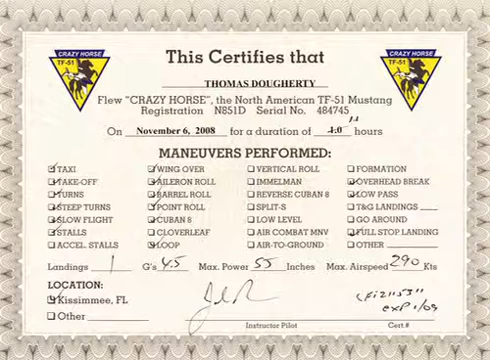 CRAZY HORSE
TF-51
CRAZY HORSE
TF-51
This Certifies that
THOMAS DOUGHERTY
Flew "CRAZY HORSE", the North American TF-51 Mustang
Registration N851D Serial No. 484745
On November 6, 2008 for a duration of 1.0 hours
MANEUVERS PERFORMED:
TAXI WING OVER VERTICAL ROLL FORMATION
TAKE-OFF AILERON ROLL IMMELMAN OVERHEAD BREAK
TURNS BARREL ROLL REVERSE CUBAN 8 LOW PASS
STEEP TURNS POINT ROLL SPLIT-S T&G LANDINGS
SLOW FLIGHT CUBAN 8 LOW LEVEL GO AROUND
STALLS CLOVERLEAF AIR COMBAT MNV FULL STOP LANDING
ACCEL. STALLS LOOP AIR-TO-GROUND OTHER
Landings 1 G's 4.5 Max. Power 55 Inches Max. Airspeed 290 Kts
LOCATION:
Kissimmee, FL
Other
exp 1/09
Instructor Pilot Cert.#